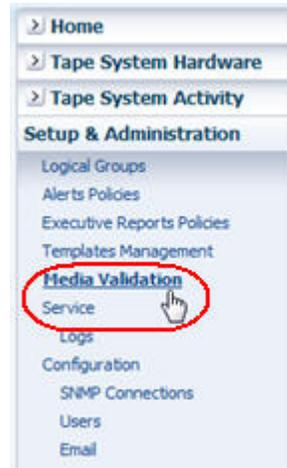 Home
Tape System Hardware
Tape System Activity
Setup & Administration
Logical Groups
Alerts Policies
Executive Reports Policies
Templates Management
Media Validation
Service
Logs
Configuration
SNMP Connections
Users
Email